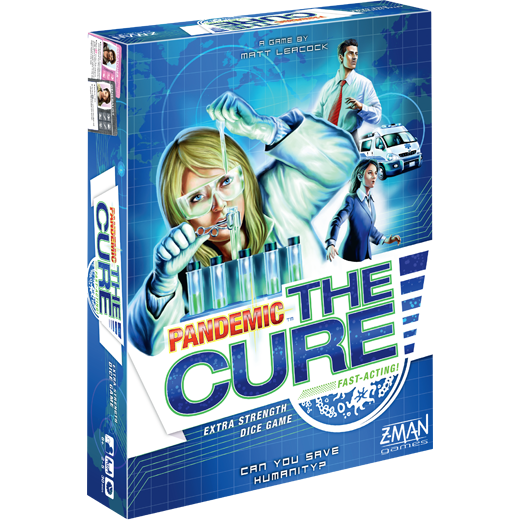 A GAME BY
MATT LEACOCK
PANDEMIC™
THE
CURE
FAST-ACTING!
EXTRA STRENGTH
DICE GAME
CAN YOU SAVE
HUMANITY?
Z-MAN
games
PANDEMIC
THE
CURE
EXTRA STRENGTH
DICE GAME